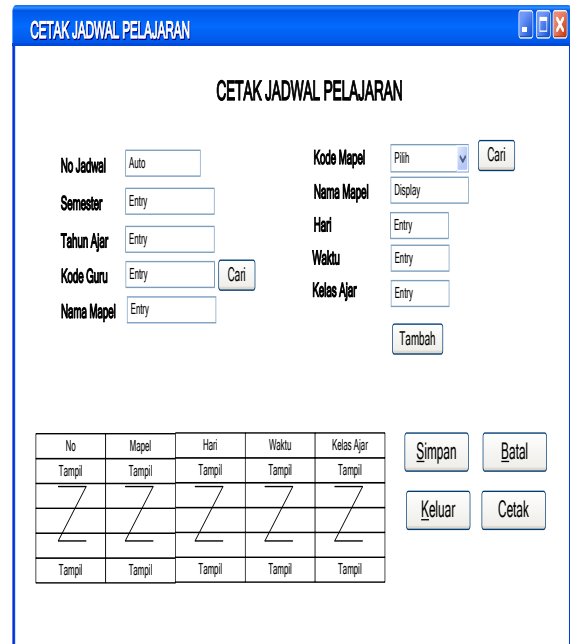 CETAK JADWAL PELAJARAN
CETAK JADWAL PELAJARAN
No Jadwal Auto
Semester Entry
Tahun Ajar Entry
Kode Guru Entry Cari
Nama Mapel Entry
Kode Mapel Pilih Cari
Nama Mapel Display
Hari Entry
Waktu Entry
Kelas Ajar Entry
Tambah
No Mapel Hari Waktu Kelas Ajar
Tampil Tampil Tampil Tampil Tampil
Tampil Tampil Tampil Tampil Tampil
Simpan Batal
Keluar Cetak